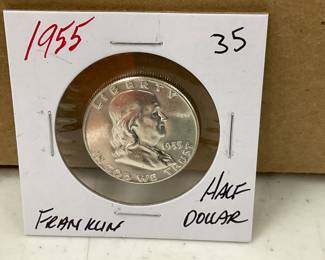 1955 35
LIBERTY
1955
IN GOD WE TRUST
HALF
FRANKLIN DOLLAR